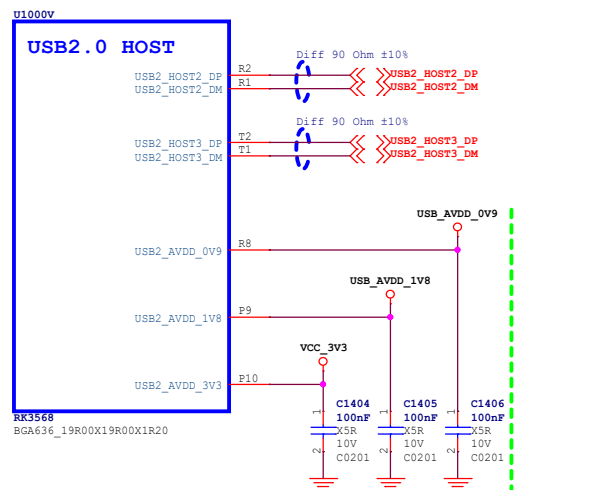 U1000V
USB2.0 HOST
Diff 90 Ohm ±10%
USB2_HOST2_DP R2 USB2_HOST2_DP
USB2_HOST2_DM R1 USB2_HOST2_DM
Diff 90 Ohm ±10%
USB2_HOST3_DP T2 USB2_HOST3_DP
USB2_HOST3_DM T1 USB2_HOST3_DM
USB_AVDD_0V9
USB2_AVDD_0V9 R8
USB_AVDD_1V8
USB2_AVDD_1V8 P9
VCC_3V3
USB2_AVDD_3V3 P10
RK3568
BGA636_19R00X19R00X1R20
1 C1404 1 C1405 1 C1406
100nF 100nF 100nF
X5R X5R X5R
10V 10V 10V
2 C0201 2 C0201 2 C0201